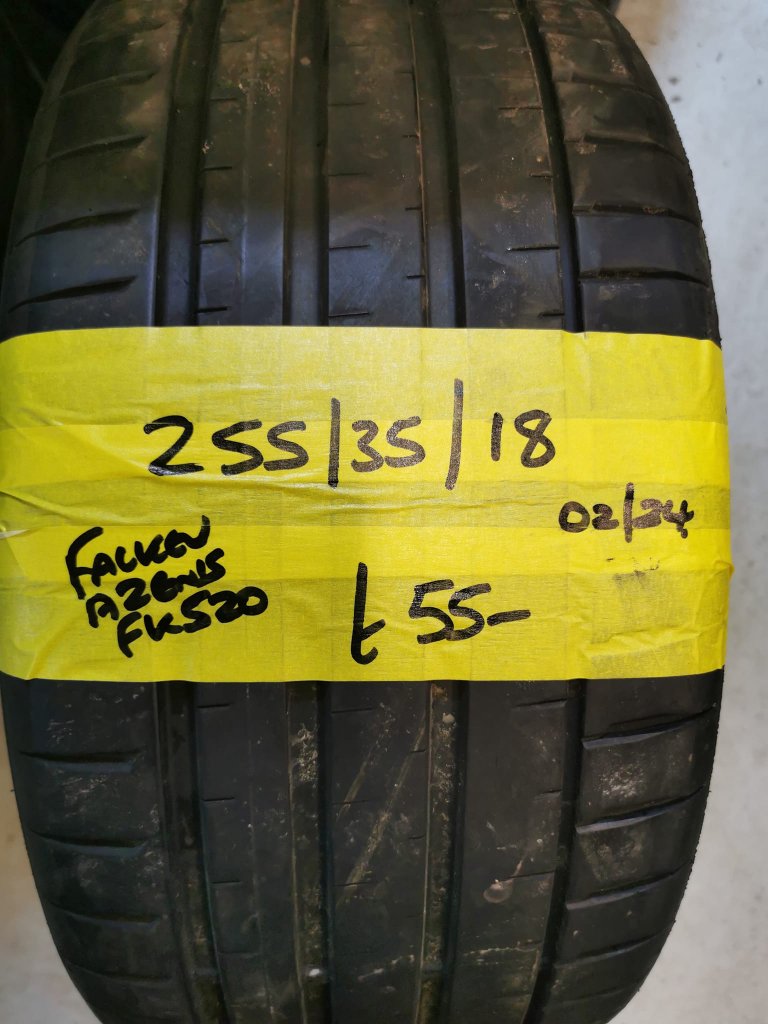 255/35/18
02/24
FALKEN
AZENIS
FK520
£55-